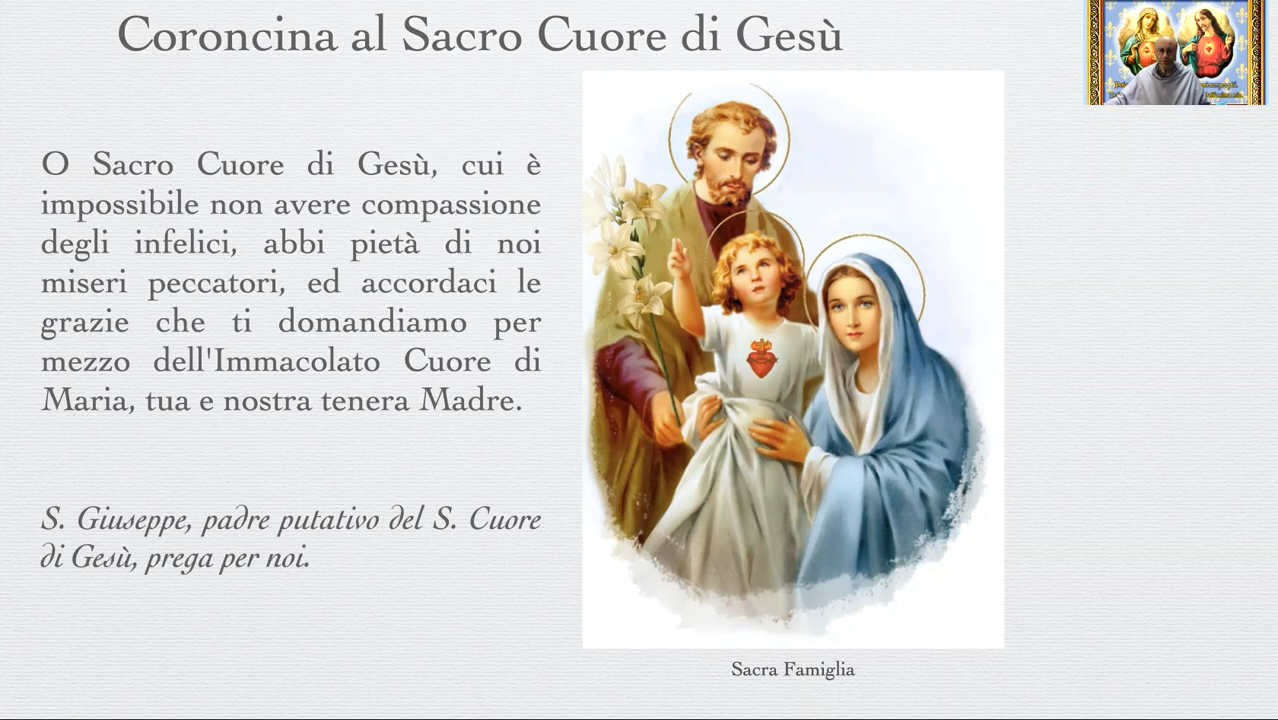 Coroncina al Sacro Cuore di Gesù
O Sacro Cuore di Gesù, cui è
impossibile non avere compassione
degli infelici, abbi pietà di noi
miseri peccatori, ed accordaci le
grazie che ti domandiamo per
mezzo dell'Immacolato Cuore di
Maria, tua e nostra tenera Madre.
S. Giuseppe, padre putativo del S. Cuore
di Gesù, prega per noi.
Sacra Famiglia